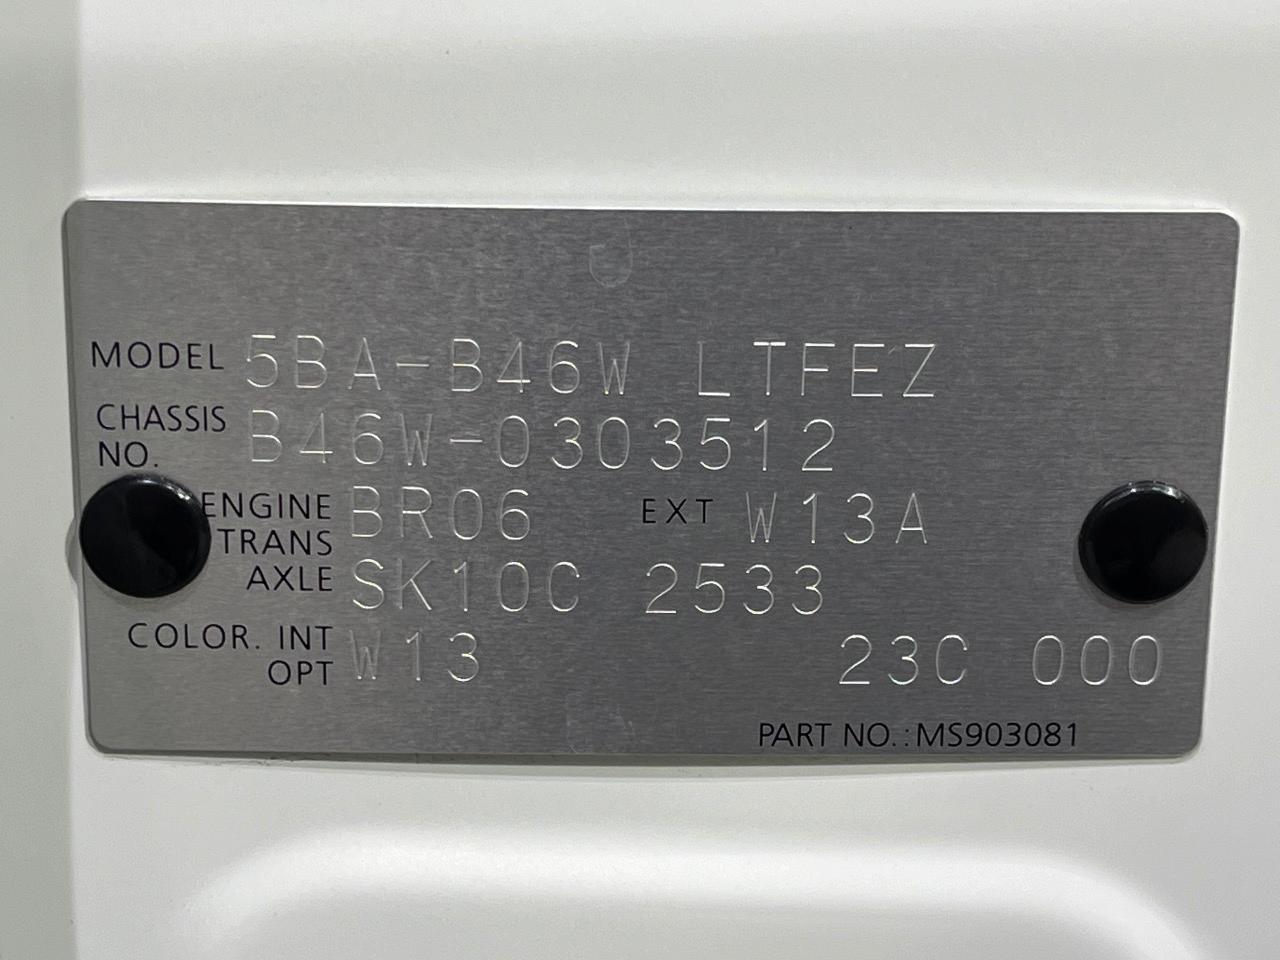 MODEL 5BA-B46W LTFEZ
CHASSIS NO. B46W-0303512
ENGINE BR06 EXT W13A
TRANS AXLE SK10C 2533
COLOR. INT OPT W13 23C 000
PART NO.:MS903081